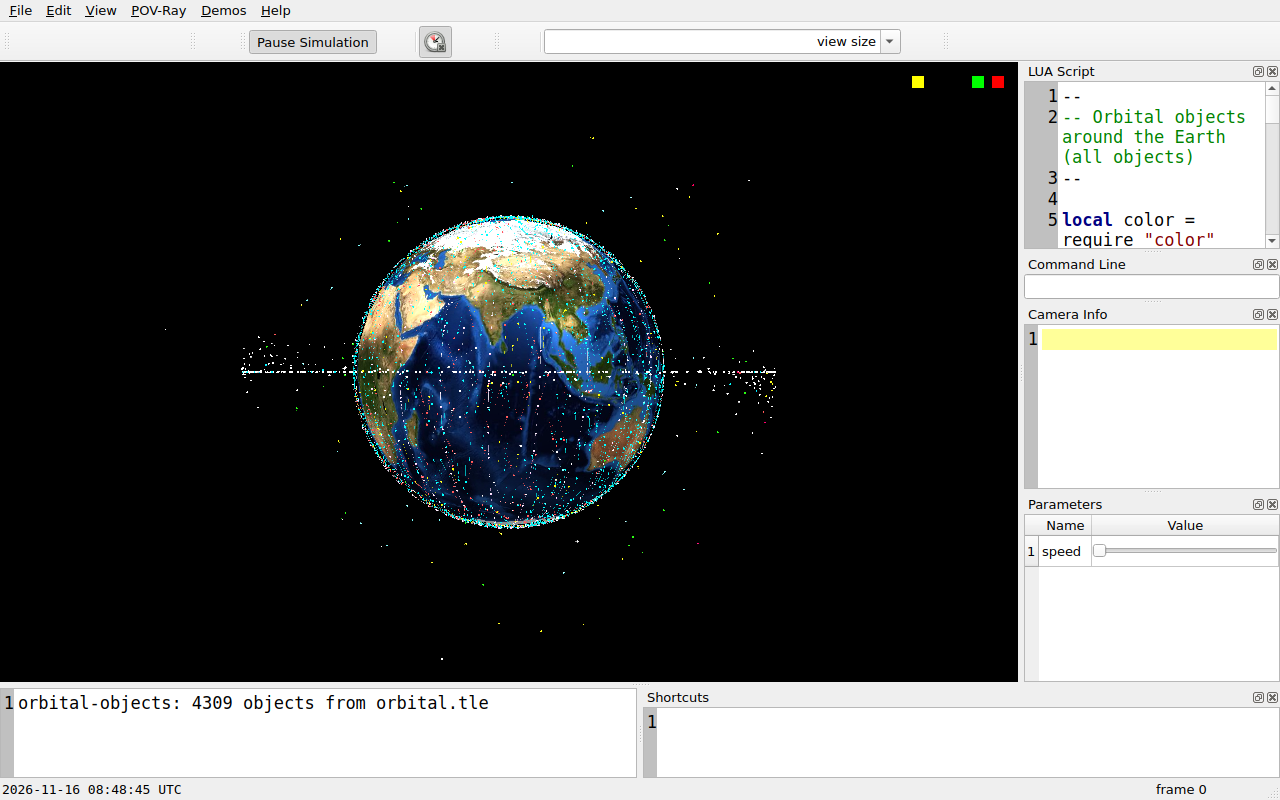 File Edit View POV-Ray Demos Help
Pause Simulation
view size
LUA Script
1 --
2 -- Orbital objects
around the Earth
(all objects)
3 --
4
5 local color =
require "color"
Command Line
Camera Info
1
Parameters
Name Value
1 speed
1 orbital-objects: 4309 objects from orbital.tle
Shortcuts
1
2026-11-16 08:48:45 UTC
frame 0